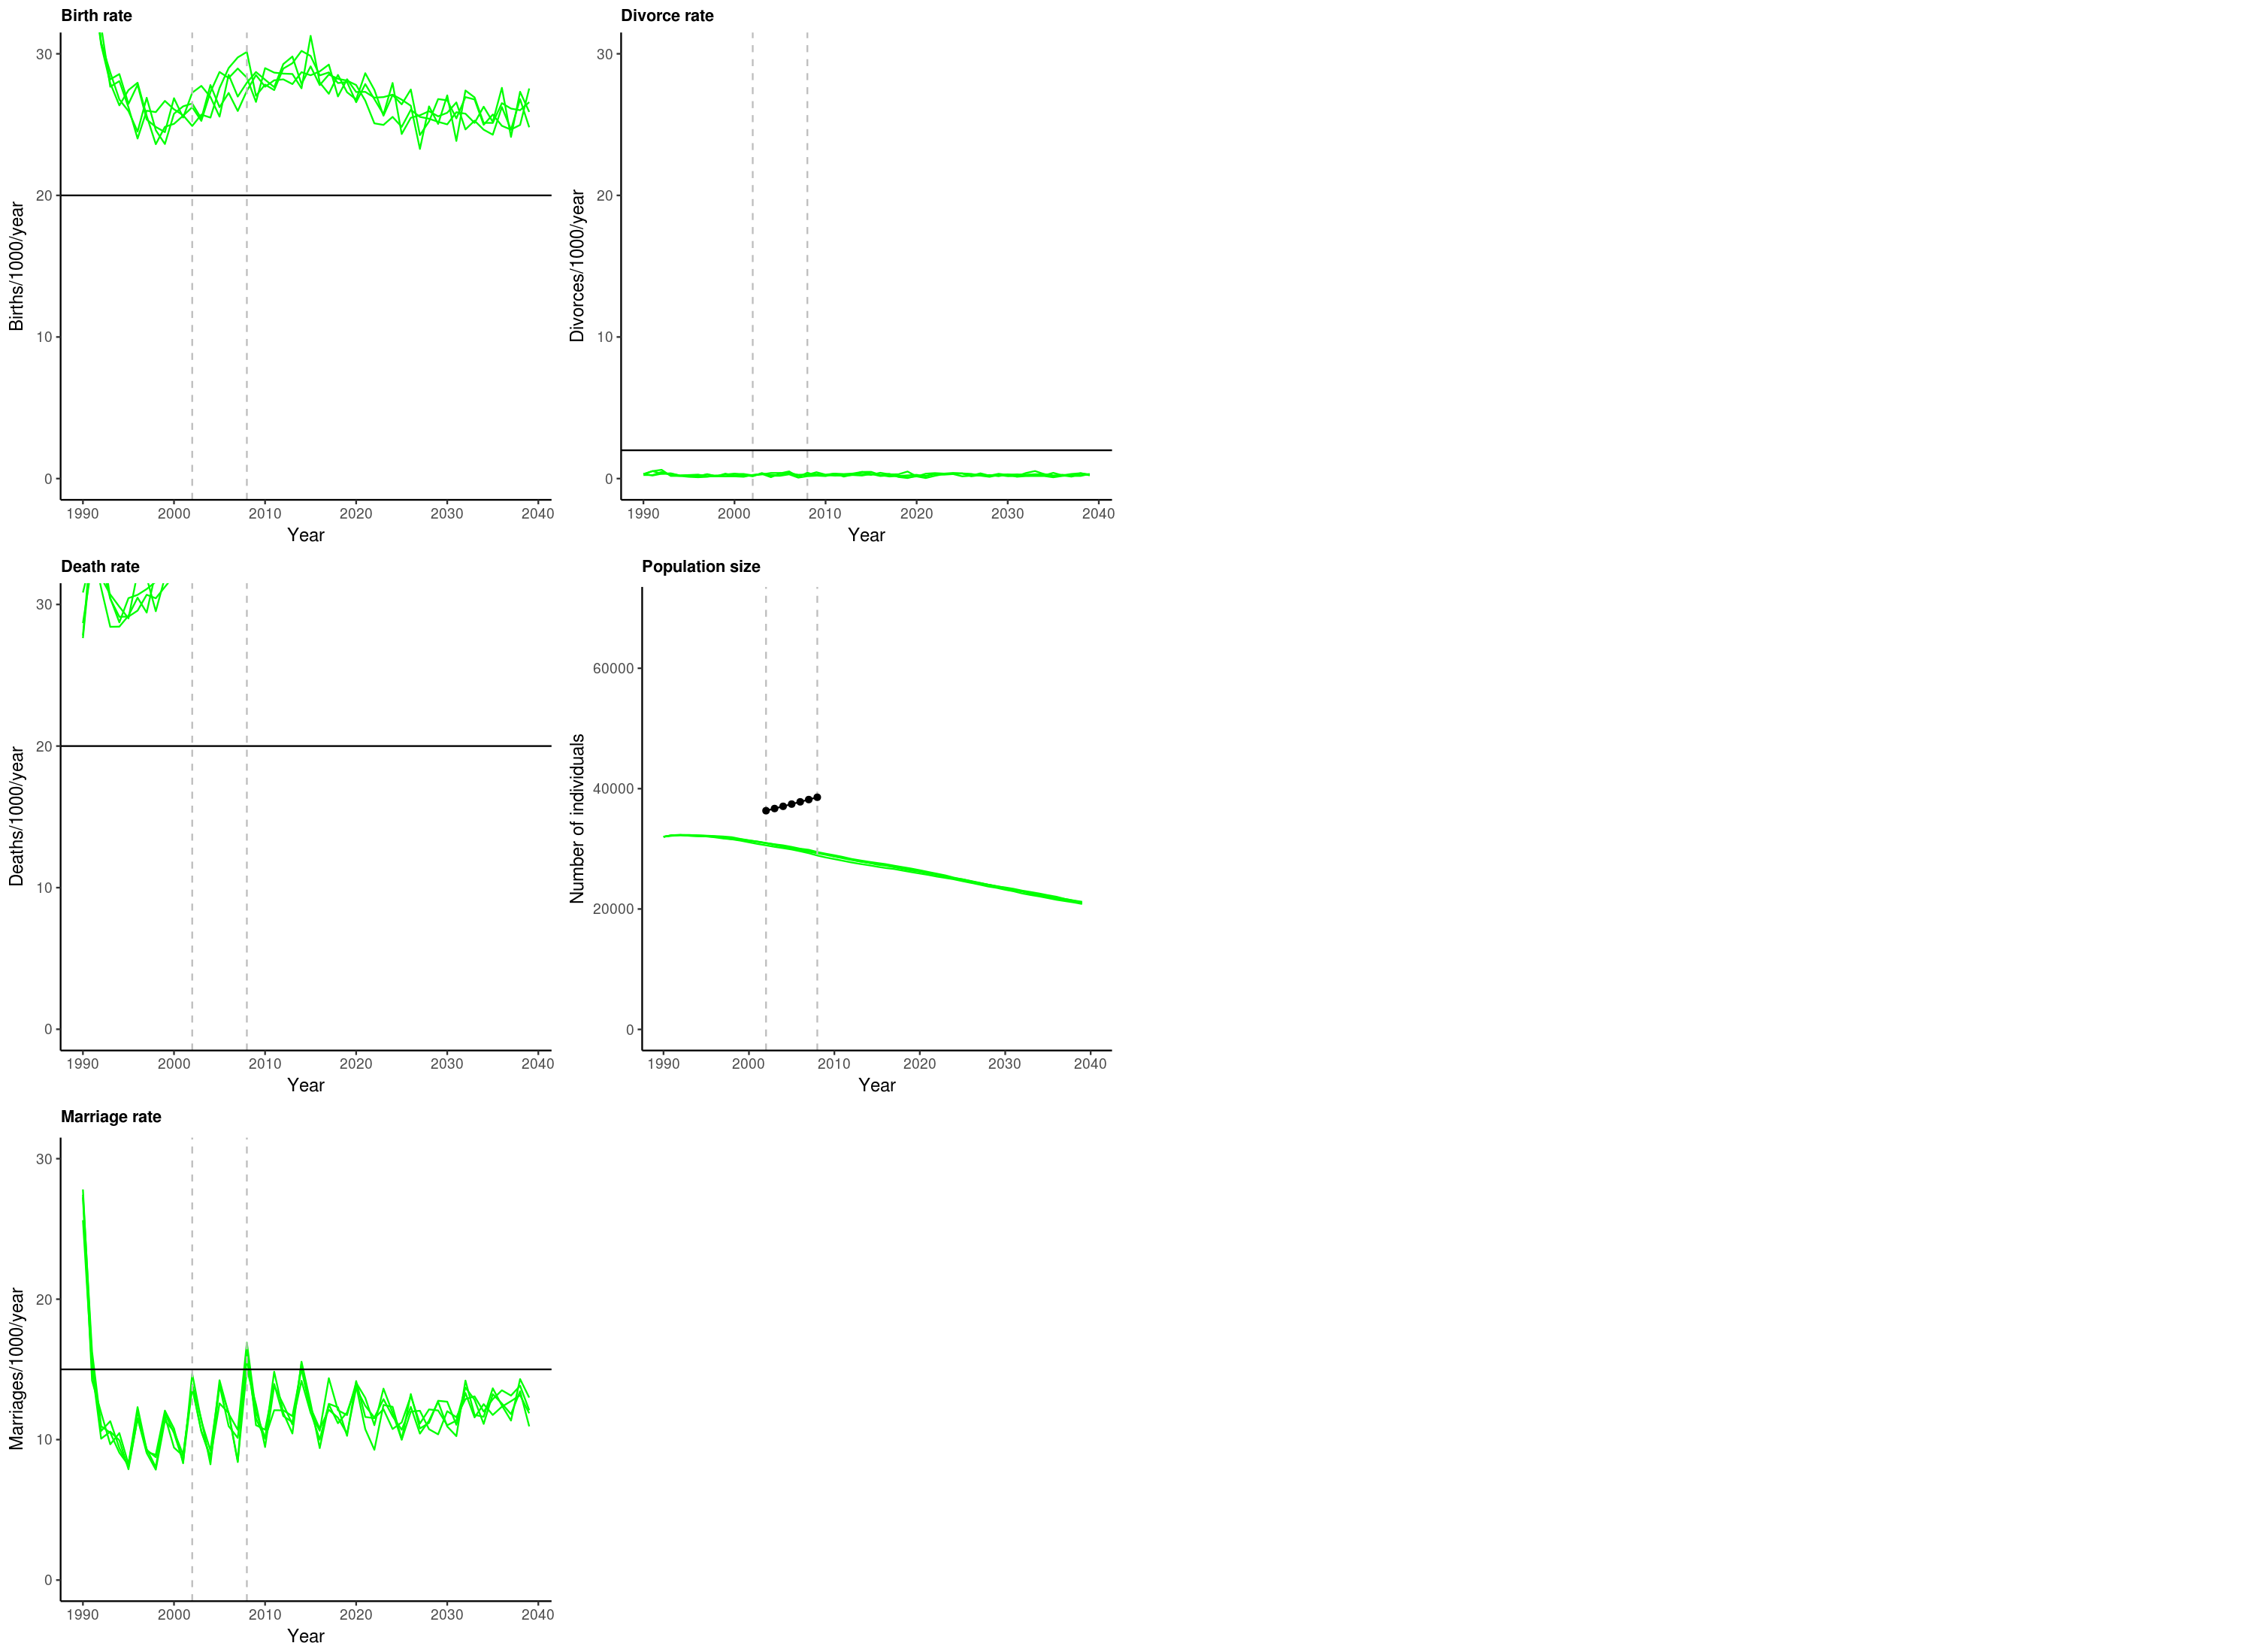 Birth rate
Births/1000/year
30
20
10
0
1990 2000 2010 2020 2030 2040
Year
Divorce rate
Divorces/1000/year
30
20
10
0
1990 2000 2010 2020 2030 2040
Year
Death rate
Deaths/1000/year
30
20
10
0
1990 2000 2010 2020 2030 2040
Year
Population size
Number of individuals
60000
40000
20000
0
1990 2000 2010 2020 2030 2040
Year
Marriage rate
Marriages/1000/year
30
20
10
0
1990 2000 2010 2020 2030 2040
Year